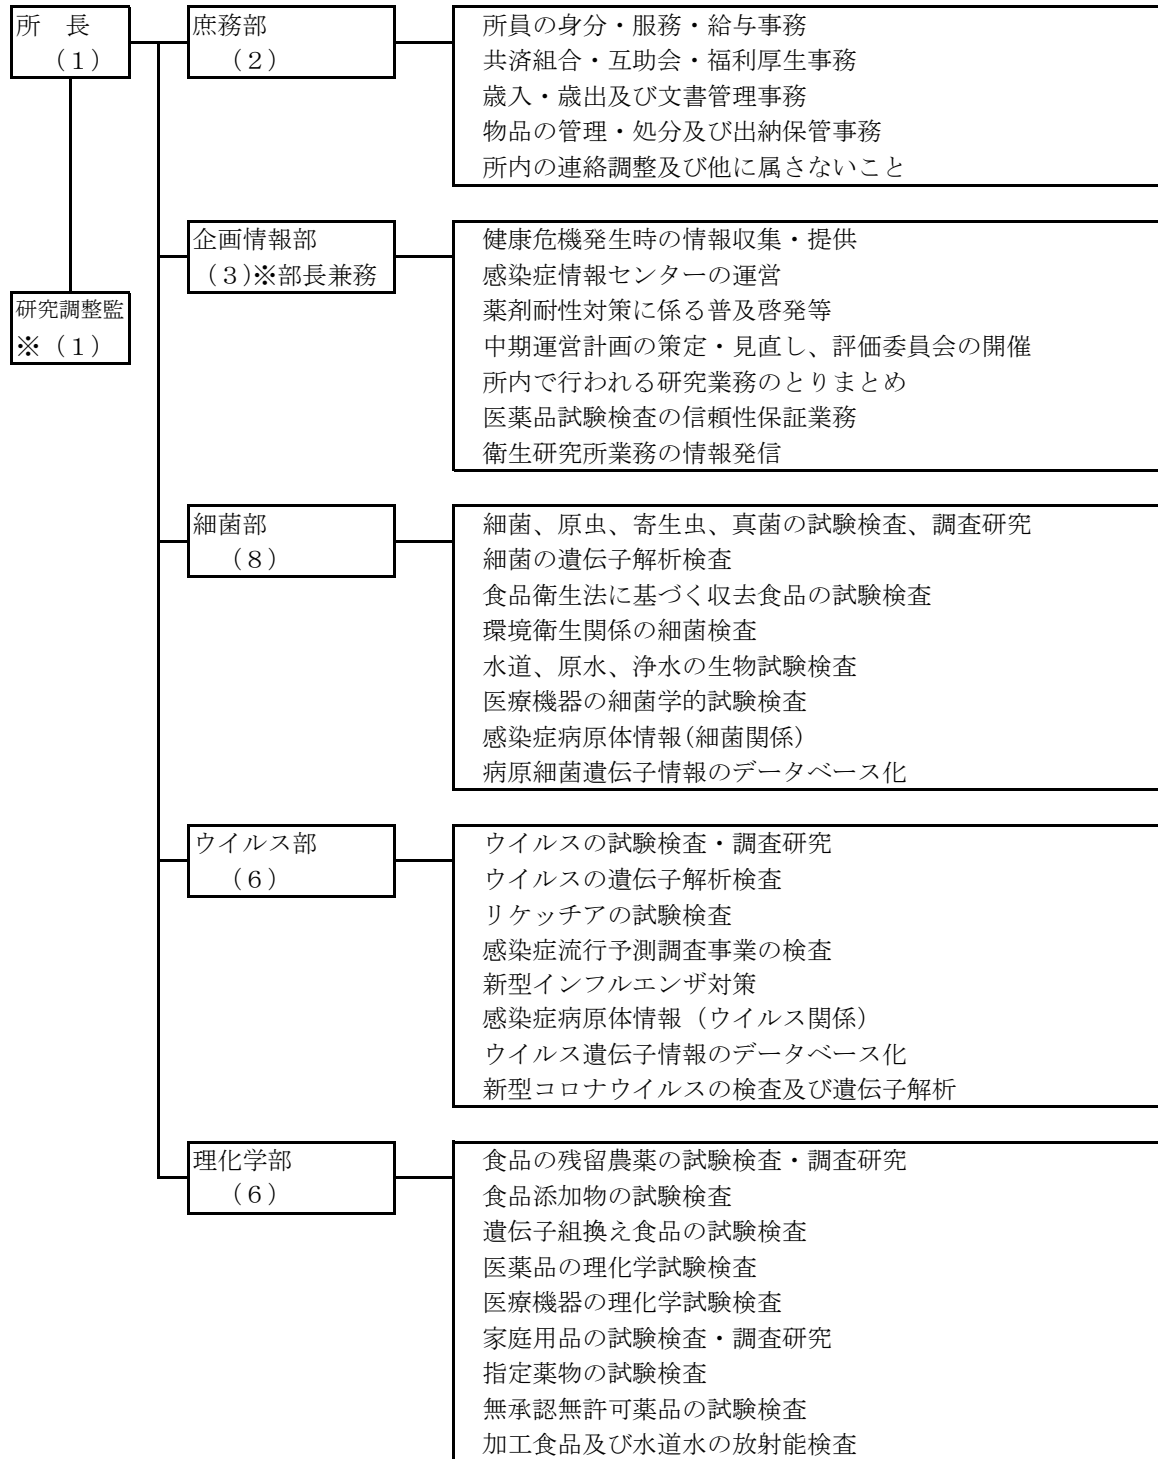 所　長
（１）
研究調整監
※（１）
庶務部
（２）
所員の身分・服務・給与事務
共済組合・互助会・福利厚生事務
歳入・歳出及び文書管理事務
物品の管理・処分及び出納保管事務
所内の連絡調整及び他に属さないこと
企画情報部
（３）※部長兼務
健康危機発生時の情報収集・提供
感染症情報センターの運営
薬剤耐性対策に係る普及啓発等
中期運営計画の策定・見直し、評価委員会の開催
所内で行われる研究業務のとりまとめ
医薬品試験検査の信頼性保証業務
衛生研究所業務の情報発信
細菌部
（８）
細菌、原虫、寄生虫、真菌の試験検査、調査研究
細菌の遺伝子解析検査
食品衛生法に基づく収去食品の試験検査
環境衛生関係の細菌検査
水道、原水、浄水の生物試験検査
医療機器の細菌学的試験検査
感染症病原体情報(細菌関係)
病原細菌遺伝子情報のデータベース化
ウイルス部
（６）
ウイルスの試験検査・調査研究
ウイルスの遺伝子解析検査
リケッチアの試験検査
感染症流行予測調査事業の検査
新型インフルエンザ対策
感染症病原体情報（ウイルス関係）
ウイルス遺伝子情報のデータベース化
新型コロナウイルスの検査及び遺伝子解析
理化学部
（６）
食品の残留農薬の試験検査・調査研究
食品添加物の試験検査
遺伝子組換え食品の試験検査
医薬品の理化学試験検査
医療機器の理化学試験検査
家庭用品の試験検査・調査研究
指定薬物の試験検査
無承認無許可薬品の試験検査
加工食品及び水道水の放射能検査